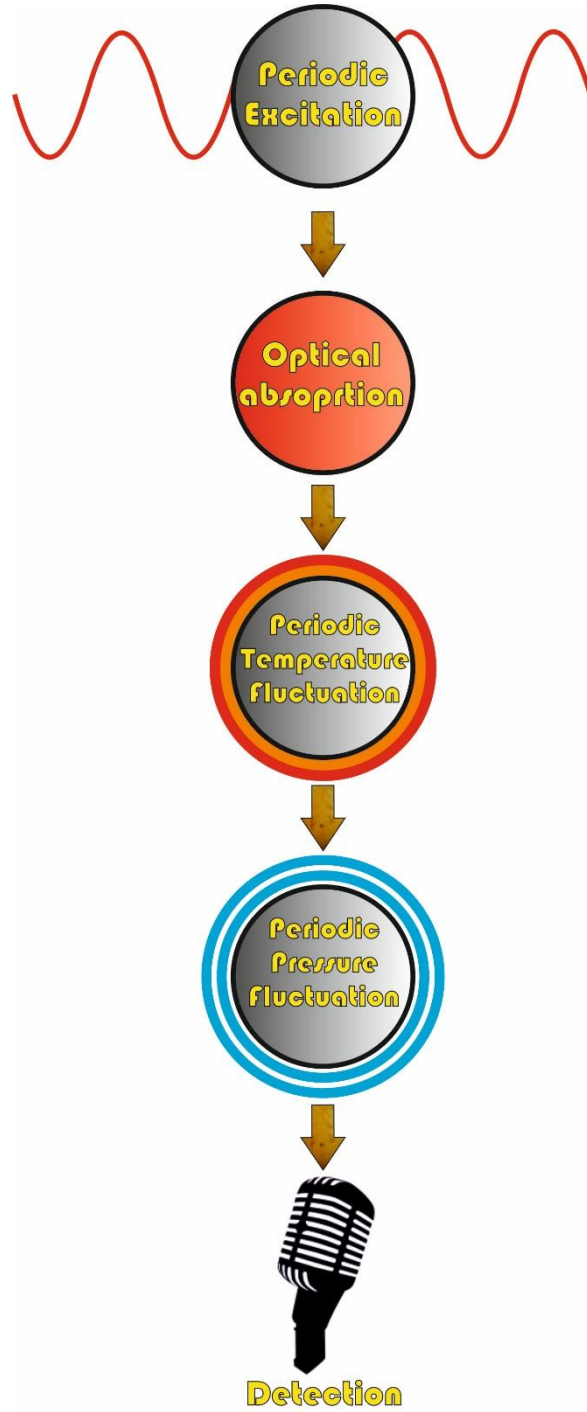 Periodic
Excitation
Optical
absoprtion
Periodic
Temperature
Fluctuation
Periodic
Pressure
Fluctuation
Detection